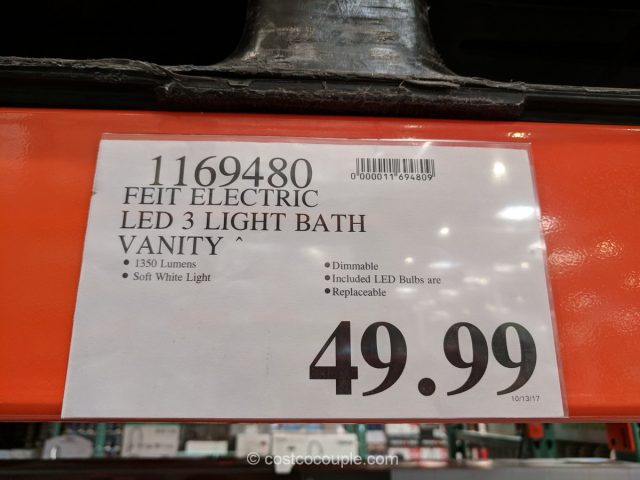 1169480
0"000011"694809"
FEIT ELECTRIC
LED 3 LIGHT BATH
VANITY ^
• 1350 Lumens
• Soft White Light
• Dimmable
• Included LED Bulbs are
• Replaceable
49.99
10/13/17
© costcocouple.com